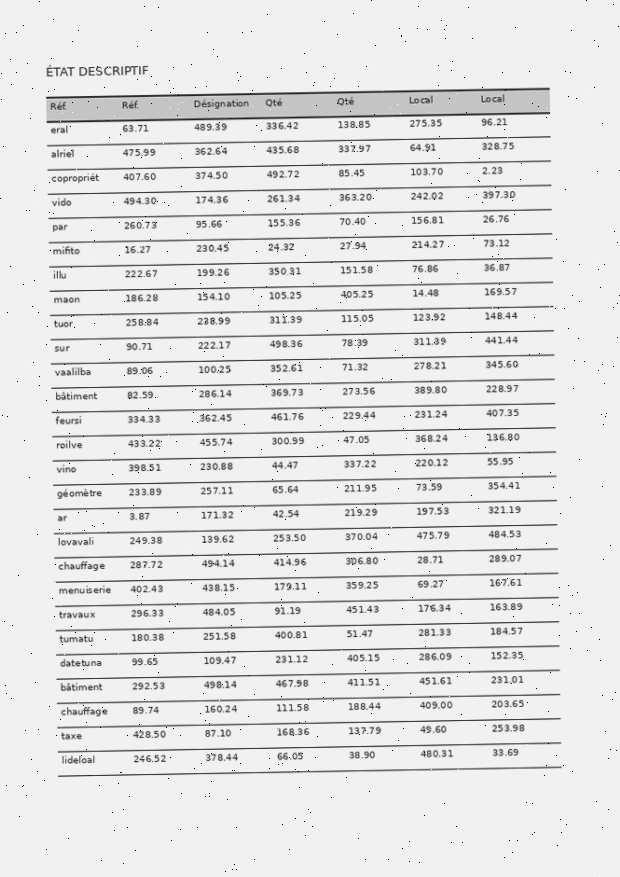 ÉTAT DESCRIPTIF
Réf. Réf. Désignation Qté Qté Local Local
eral 63.71 489.39 336.42 138.85 275.35 96.21
alriel 475.99 362.64 435.68 337.97 64.91 328.75
copropriét 407.60 374.50 492.72 85.45 103.70 2.23
vido 494.30 174.36 261.34 363.20 242.02 397.30
par 260.73 95.66 155.36 70.40 156.81 26.76
mifito 16.27 230.45 24.32 27.94 214.27 73.12
illu 222.67 199.26 350.31 151.58 76.86 36.87
maon 186.28 154.10 105.25 405.25 14.48 169.57
tuor 258.84 238.99 311.39 115.05 123.92 148.44
sur 90.71 222.17 498.36 78.39 311.39 441.44
vaalilba 89.06 100.25 352.61 71.32 278.21 345.60
bâtiment 82.59 286.14 369.73 273.56 389.80 228.97
feursi 334.33 362.45 461.76 229.44 231.24 407.35
roilve 433.22 455.74 300.99 47.05 368.24 136.80
vino 398.51 230.88 44.47 337.22 220.12 55.95
géomètre 233.89 257.11 65.64 211.95 73.59 354.41
ar 3.87 171.32 42.54 219.29 197.53 321.19
lovavali 249.38 139.62 253.50 370.04 475.79 484.53
chauffage 287.72 494.14 414.96 306.80 28.71 289.07
menuiserie 402.43 438.15 179.11 359.25 69.27 167.61
travaux 296.33 484.05 91.19 451.43 176.34 163.89
tumatu 180.38 251.58 400.81 51.47 281.33 184.57
datetuna 99.65 109.47 231.12 405.15 286.09 152.35
bâtiment 292.53 498.14 467.98 411.51 451.61 231.01
chauffage 89.74 160.24 111.58 188.44 409.00 203.65
taxe 428.50 87.10 168.36 137.79 49.60 253.98
lideloal 246.52 378.44 66.05 38.90 480.31 33.69